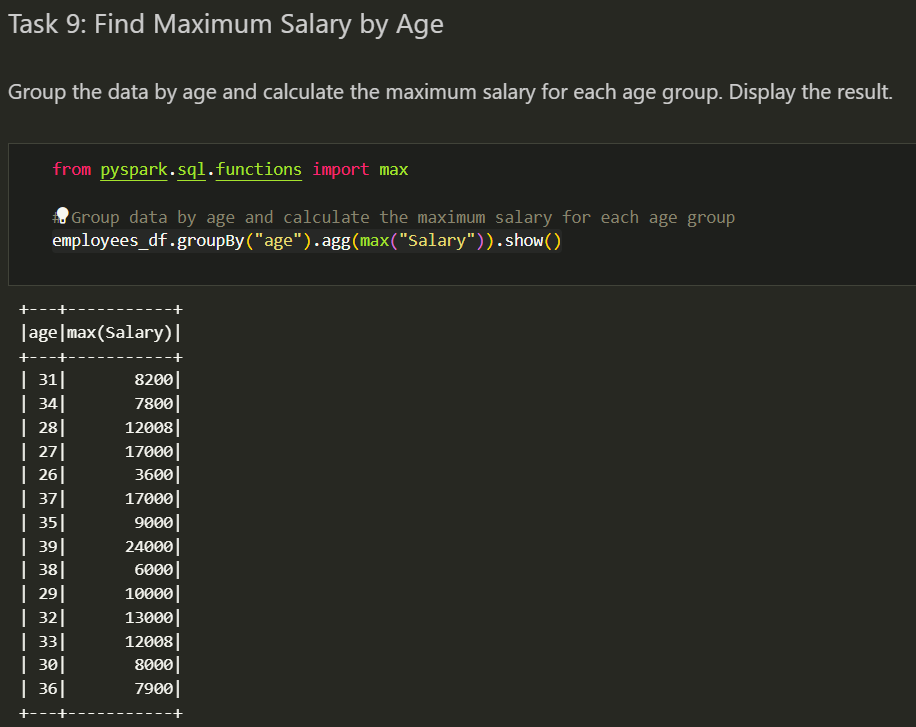 Task 9: Find Maximum Salary by Age
Group the data by age and calculate the maximum salary for each age group. Display the result.
from pyspark.sql.functions import max
# Group data by age and calculate the maximum salary for each age group
employees_df.groupBy("age").agg(max("Salary")).show()
+---+-----------+
|age|max(Salary)|
+---+-----------+
| 31|       8200|
| 34|       7800|
| 28|      12008|
| 27|      17000|
| 26|       3600|
| 37|      17000|
| 35|       9000|
| 39|      24000|
| 38|       6000|
| 29|      10000|
| 32|      13000|
| 33|      12008|
| 30|       8000|
| 36|       7900|
+---+-----------+